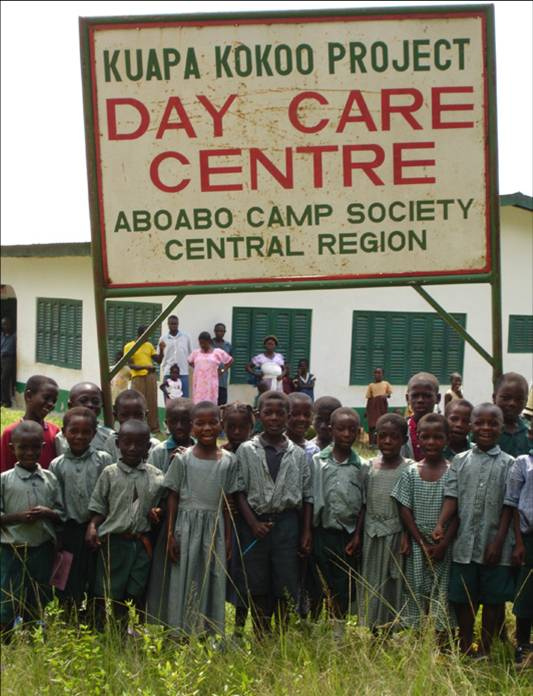 KUAPA KOKOO PROJECT
DAY CARE
CENTRE
ABOABO CAMP SOCIETY
CENTRAL REGION